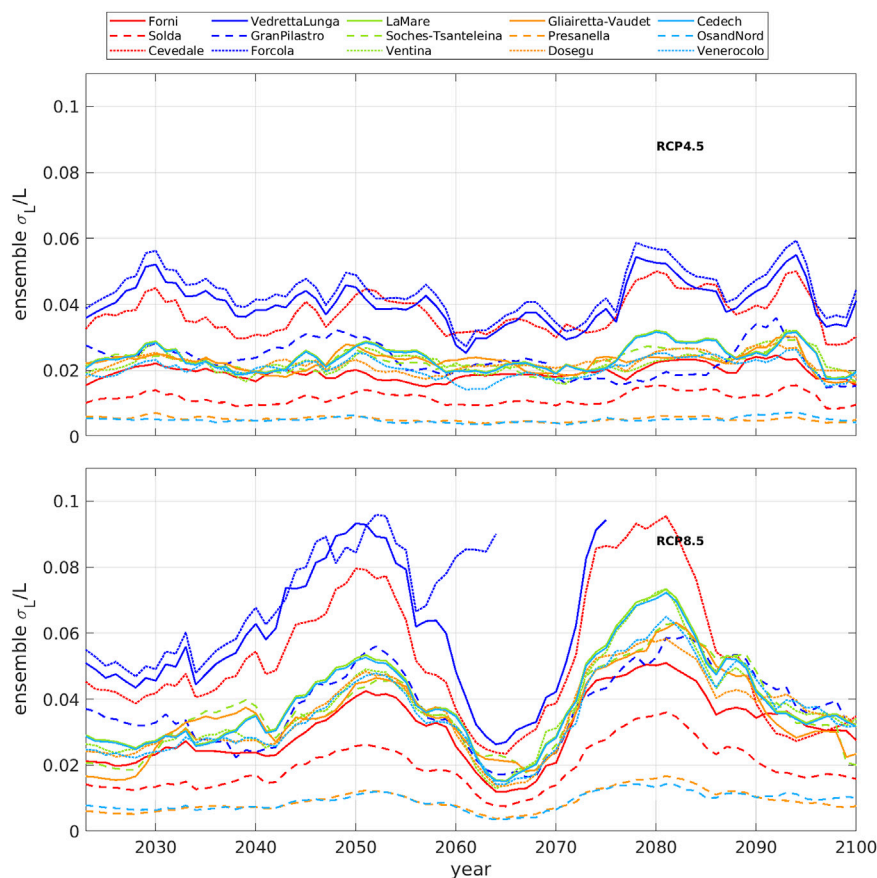 Forni VedrettaLunga LaMare Gliairetta-Vaudet Cedech
Solda GranPilastro Soches-Tsanteleina Presanella OsandNord
Cevedale Forcola Ventina Dosegu Venerocolo
0.1
RCP4.5
0.08
0.06
ensemble σ_L/L
0.04
0.02
0
0.1
RCP8.5
0.08
0.06
ensemble σ_L/L
0.04
0.02
0
2030 2040 2050 2060 2070 2080 2090 2100
year